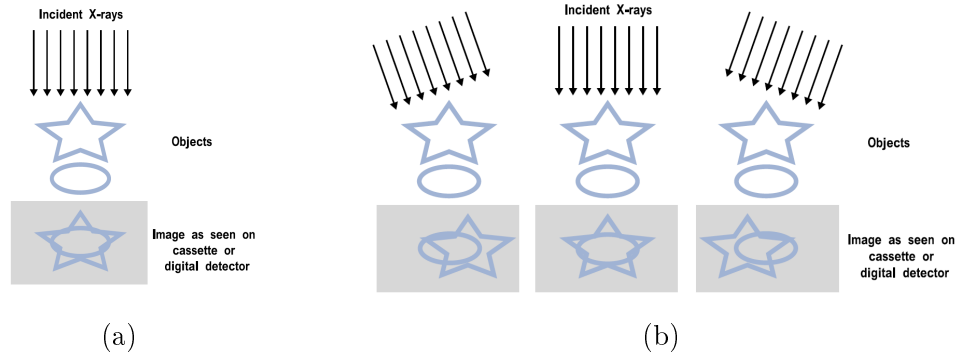 Incident X-rays
Objects
Image as seen on
cassette or
digital detector
(a)
Incident X-rays
Objects
Image as seen on
cassette or
digital detector
(b)